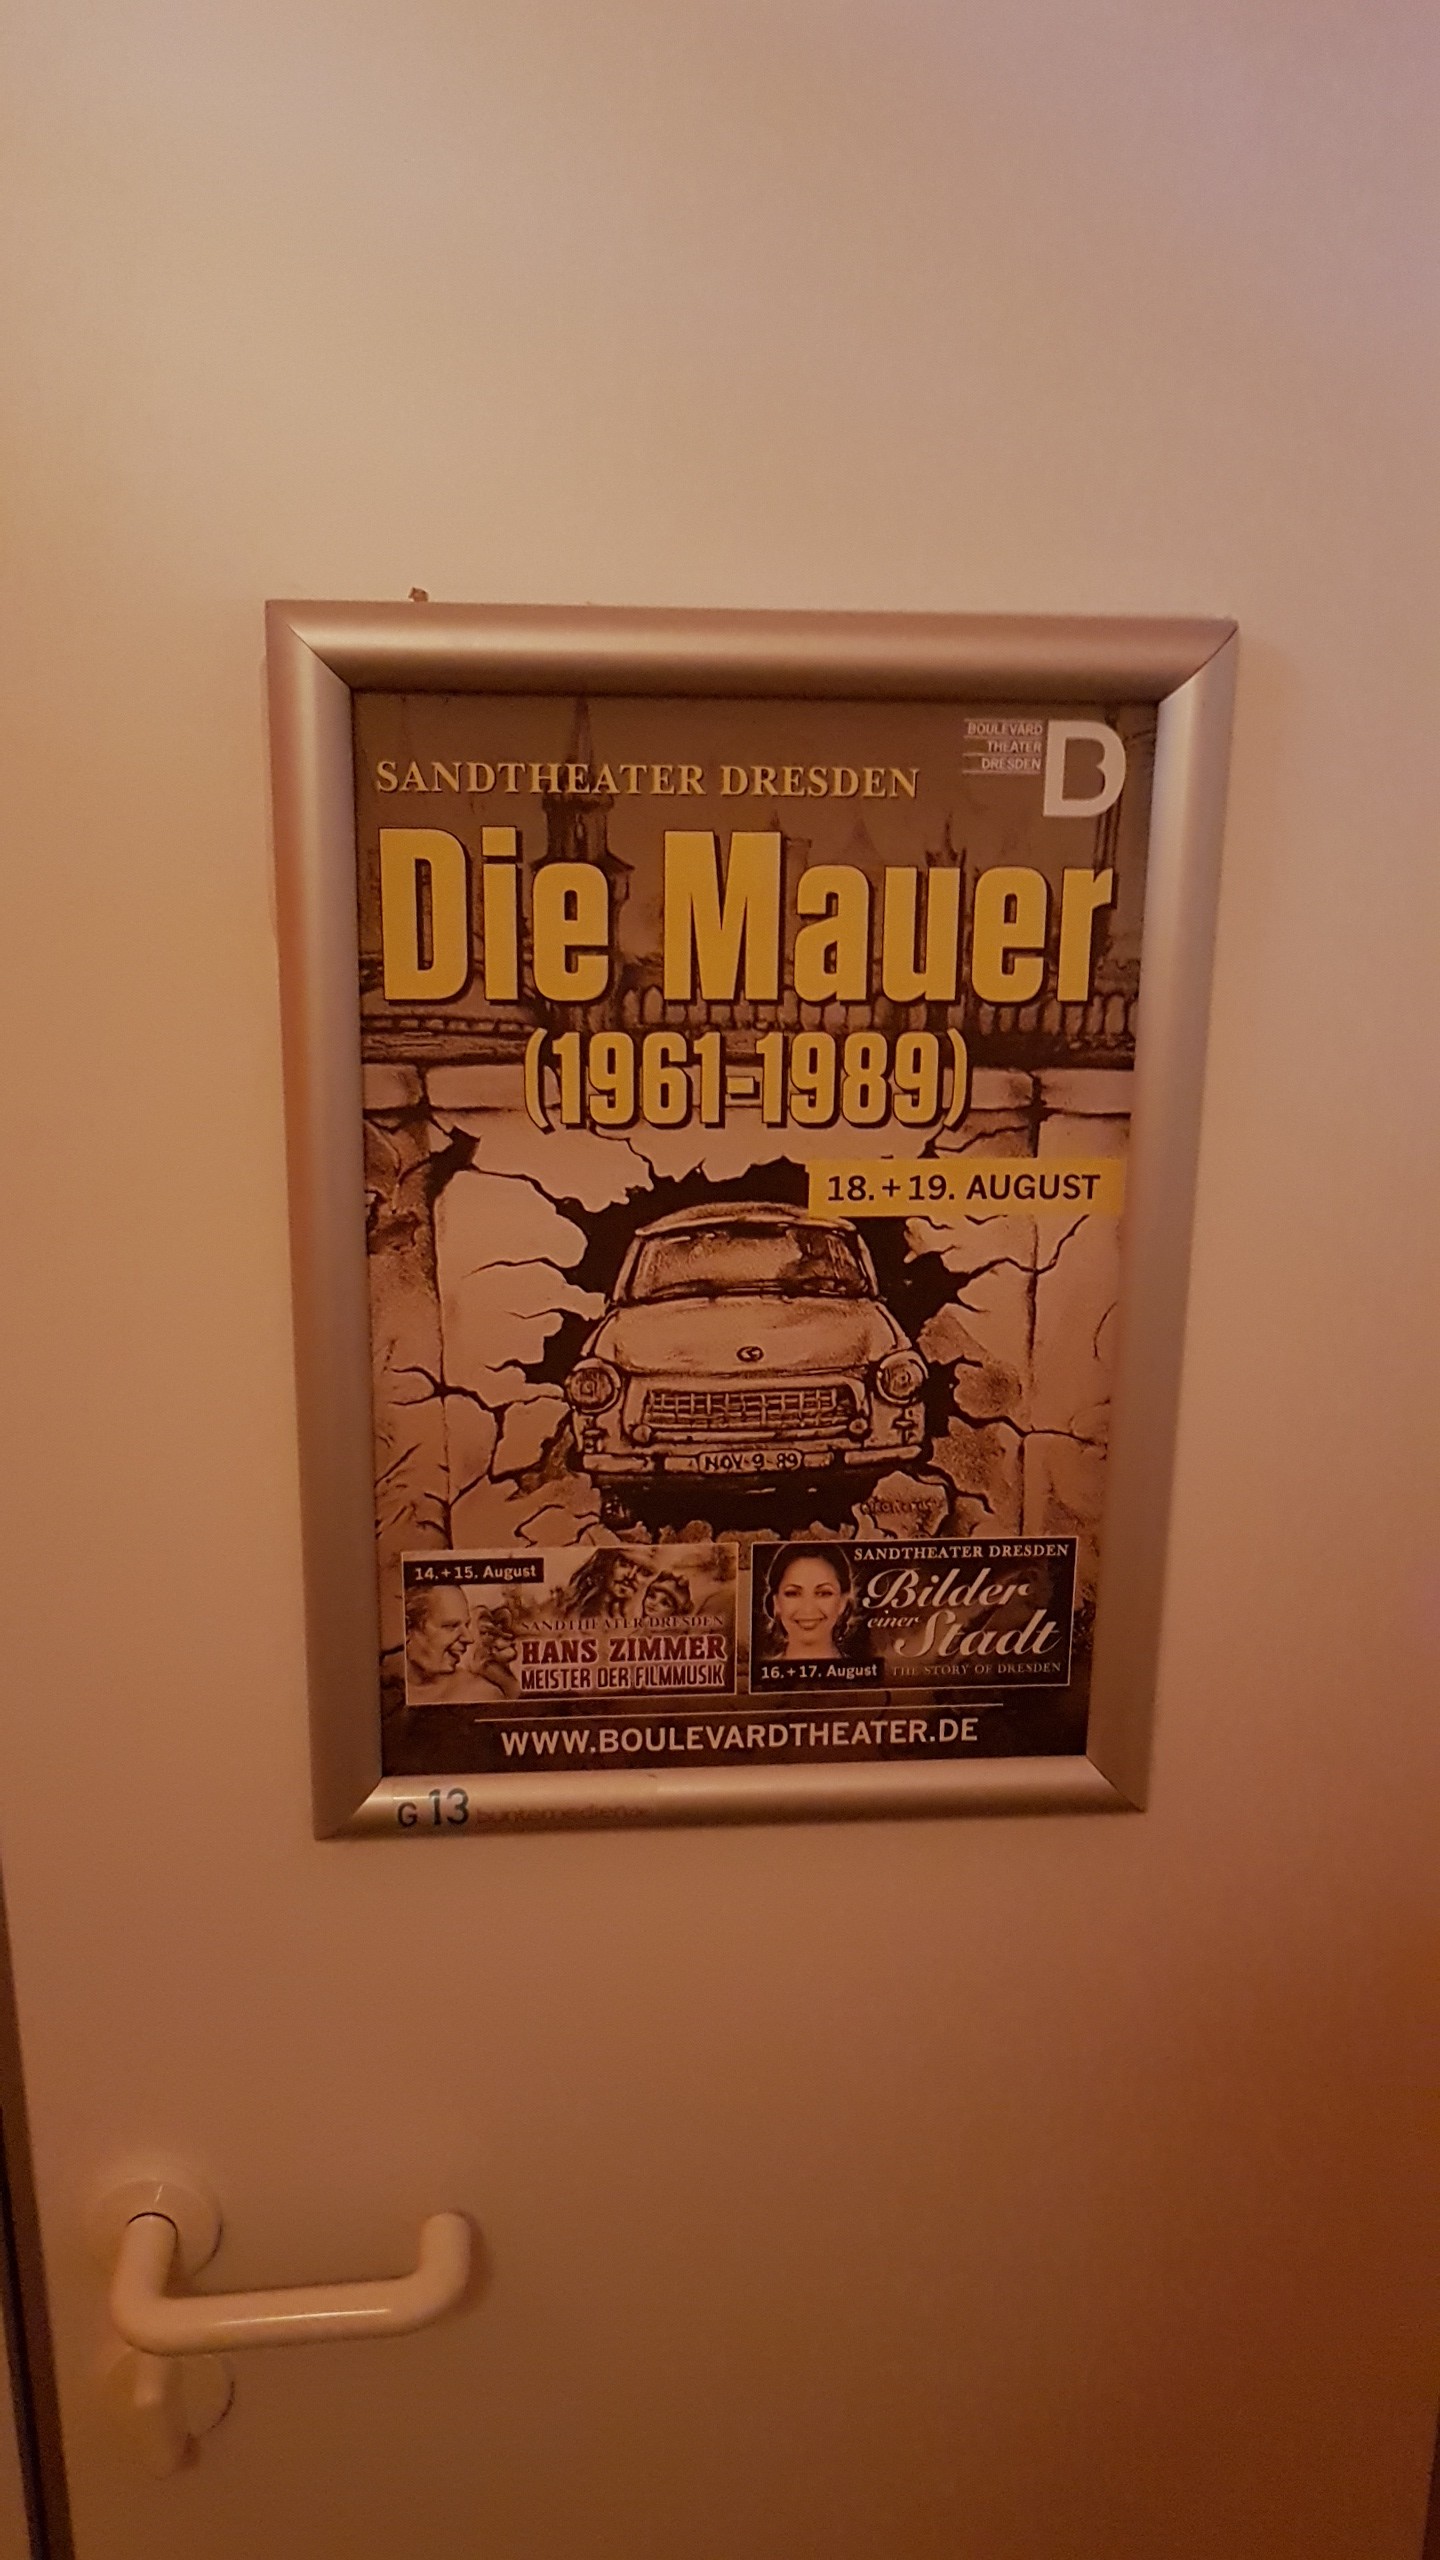 SANDTHEATER DRESDEN
BOULEVARD
THEATER
DRESDEN
B
Die Mauer
(1961-1989)
18.+19. AUGUST
NOV-9-89
14.+15. August
SANDTHEATER DRESDEN
HANS ZIMMER
MEISTER DER FILMMUSIK
SANDTHEATER DRESDEN
Bilder
einer
Stadt
16.+17. August
THE STORY OF DRESDEN
WWW.BOULEVARDTHEATER.DE
G 13